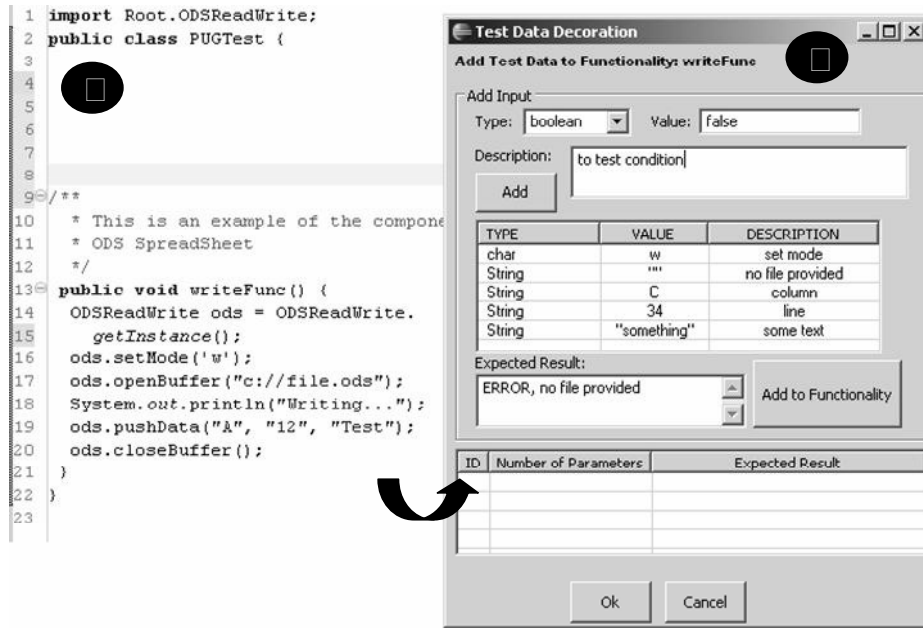 1 import Root.ODSReadWrite;
2 public class PUGTest {
3
4
5
6
7
8
9 /**
10 * This is an example of the compone
11 * ODS SpreadSheet
12 */
13 public void writeFunc() {
14 ODSReadWrite ods = ODSReadWrite.
15 getInstance();
16 ods.setMode('w');
17 ods.openBuffer("c://file.ods");
18 System.out.println("Writing...");
19 ods.pushData("A", "12", "Test");
20 ods.closeBuffer();
21 }
22 }
23
Test Data Decoration
Add Test Data to Functionality: writeFunc
Add Input
Type: boolean Value: false
Description: to test condition
Add
TYPE VALUE DESCRIPTION
char w set mode
String "" no file provided
String C column
String 34 line
String "something" some text
Expected Result:
ERROR, no file provided
Add to Functionality
ID Number of Parameters Expected Result
Ok Cancel